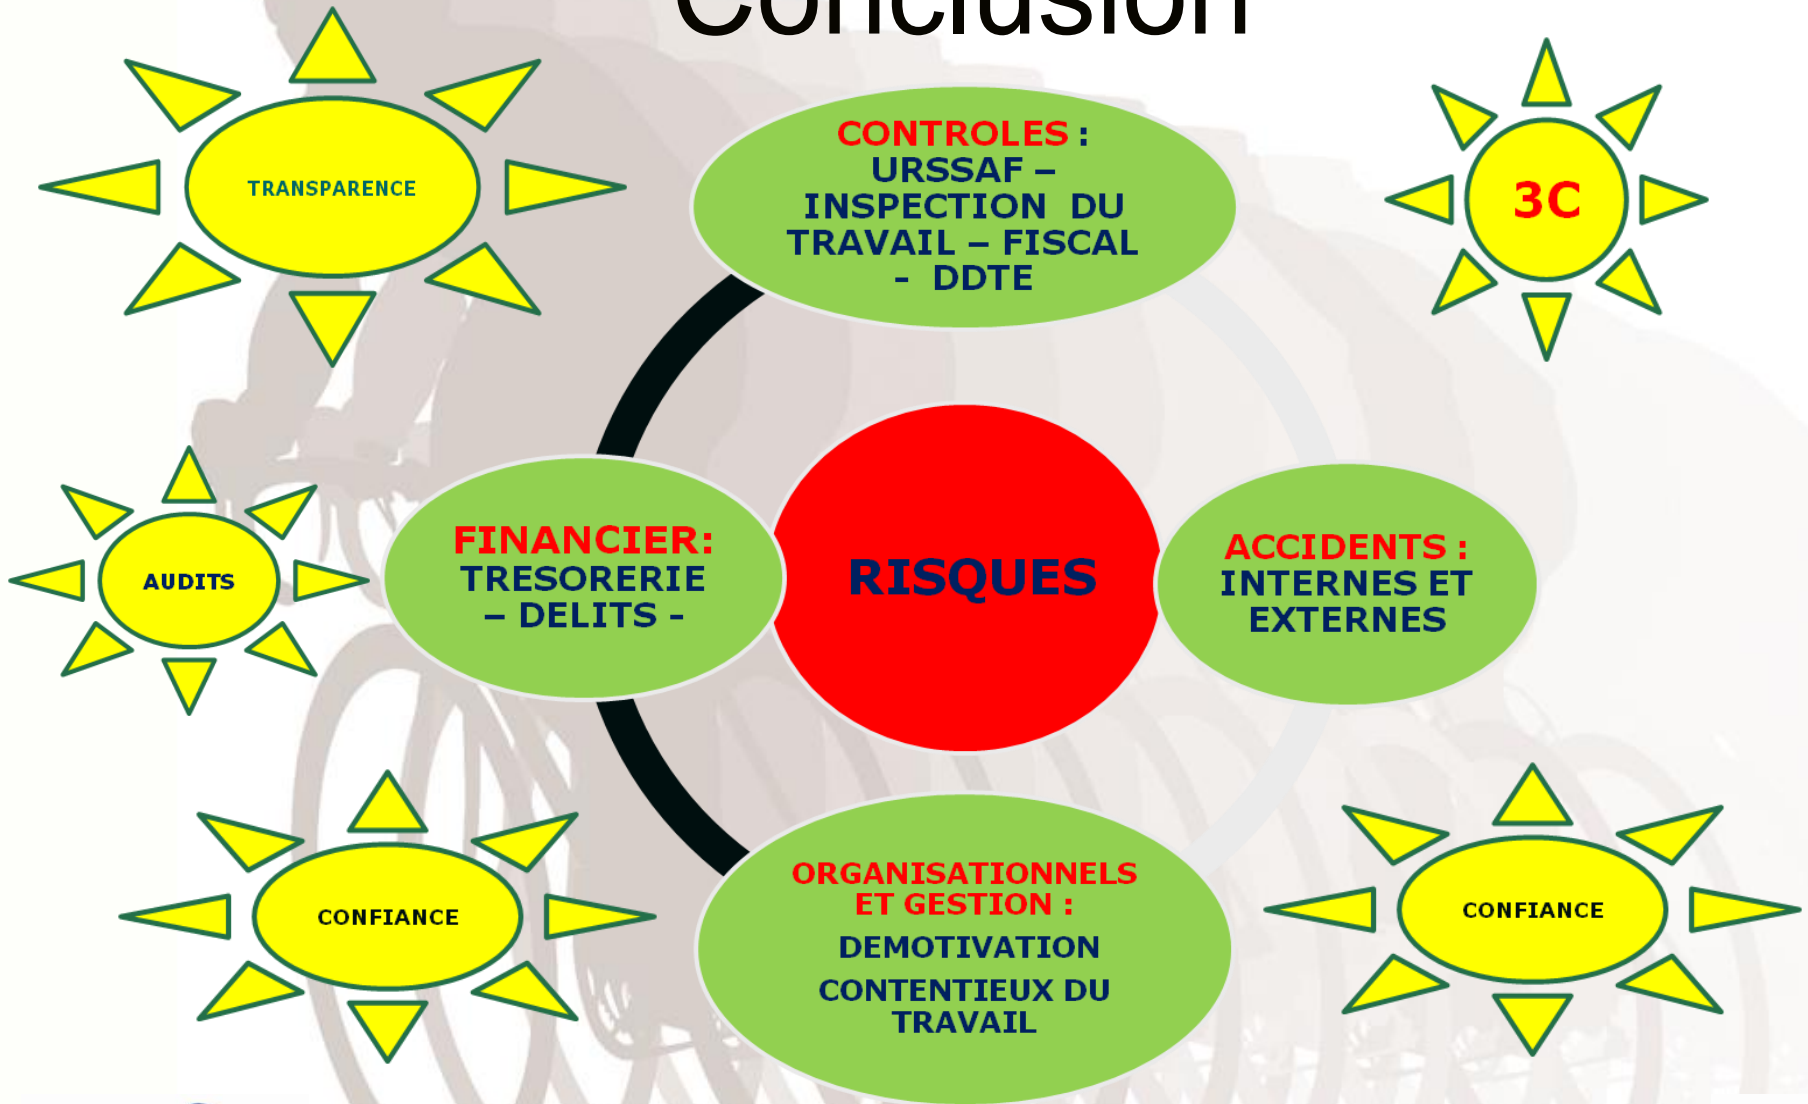 Conclusion
TRANSPARENCE
CONTROLES :
URSSAF –
INSPECTION DU
TRAVAIL – FISCAL
- DDTE
3C
AUDITS
FINANCIER:
TRESORERIE
– DELITS -
RISQUES
ACCIDENTS :
INTERNES ET
EXTERNES
CONFIANCE
ORGANISATIONNELS
ET GESTION :
DEMOTIVATION
CONTENTIEUX DU
TRAVAIL
CONFIANCE